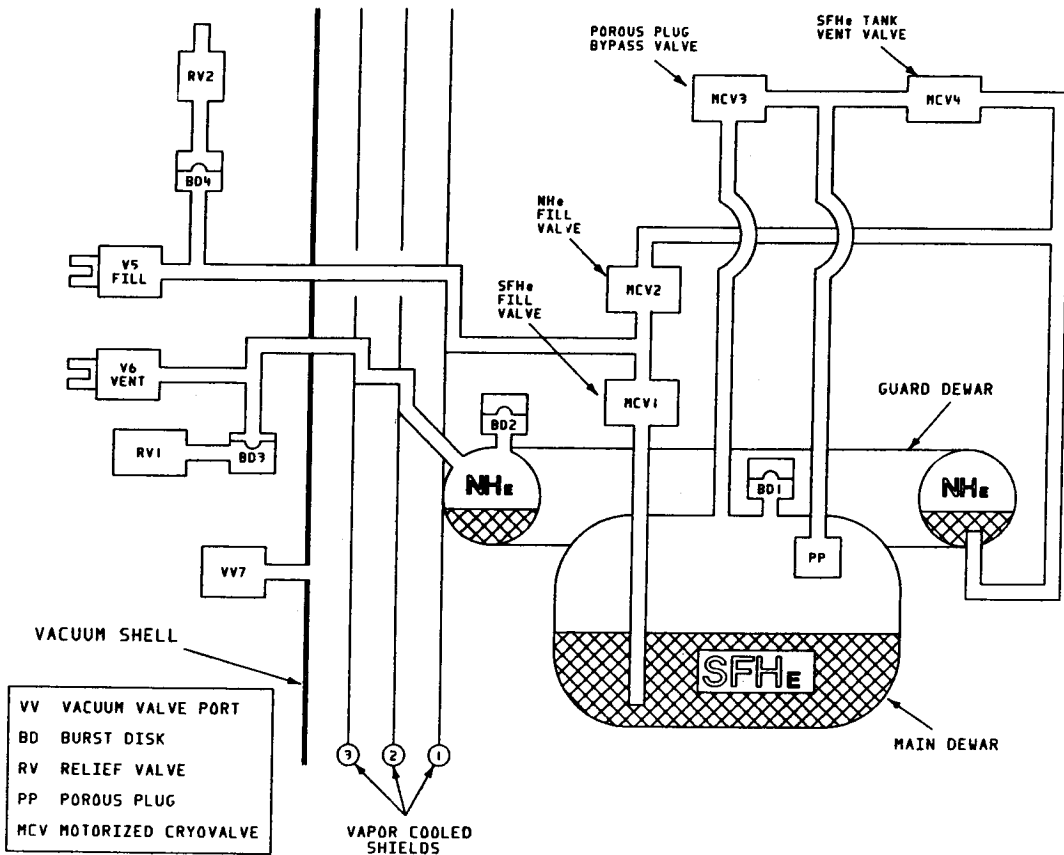 RV2
BD4
V5
FILL
V6
VENT
RV1
BD3
VV7
POROUS PLUG
BYPASS VALVE
SFHe TANK
VENT VALVE
MCV3
MCV4
NHe
FILL
VALVE
MCV2
SFHe
FILL
VALVE
MCV1
GUARD DEWAR
BD2
NHE
BD1
NHE
PP
SFHE
MAIN DEWAR
VACUUM SHELL
VV VACUUM VALVE PORT
BD BURST DISK
RV RELIEF VALVE
PP POROUS PLUG
MCV MOTORIZED CRYOVALVE
3 2 1
VAPOR COOLED
SHIELDS